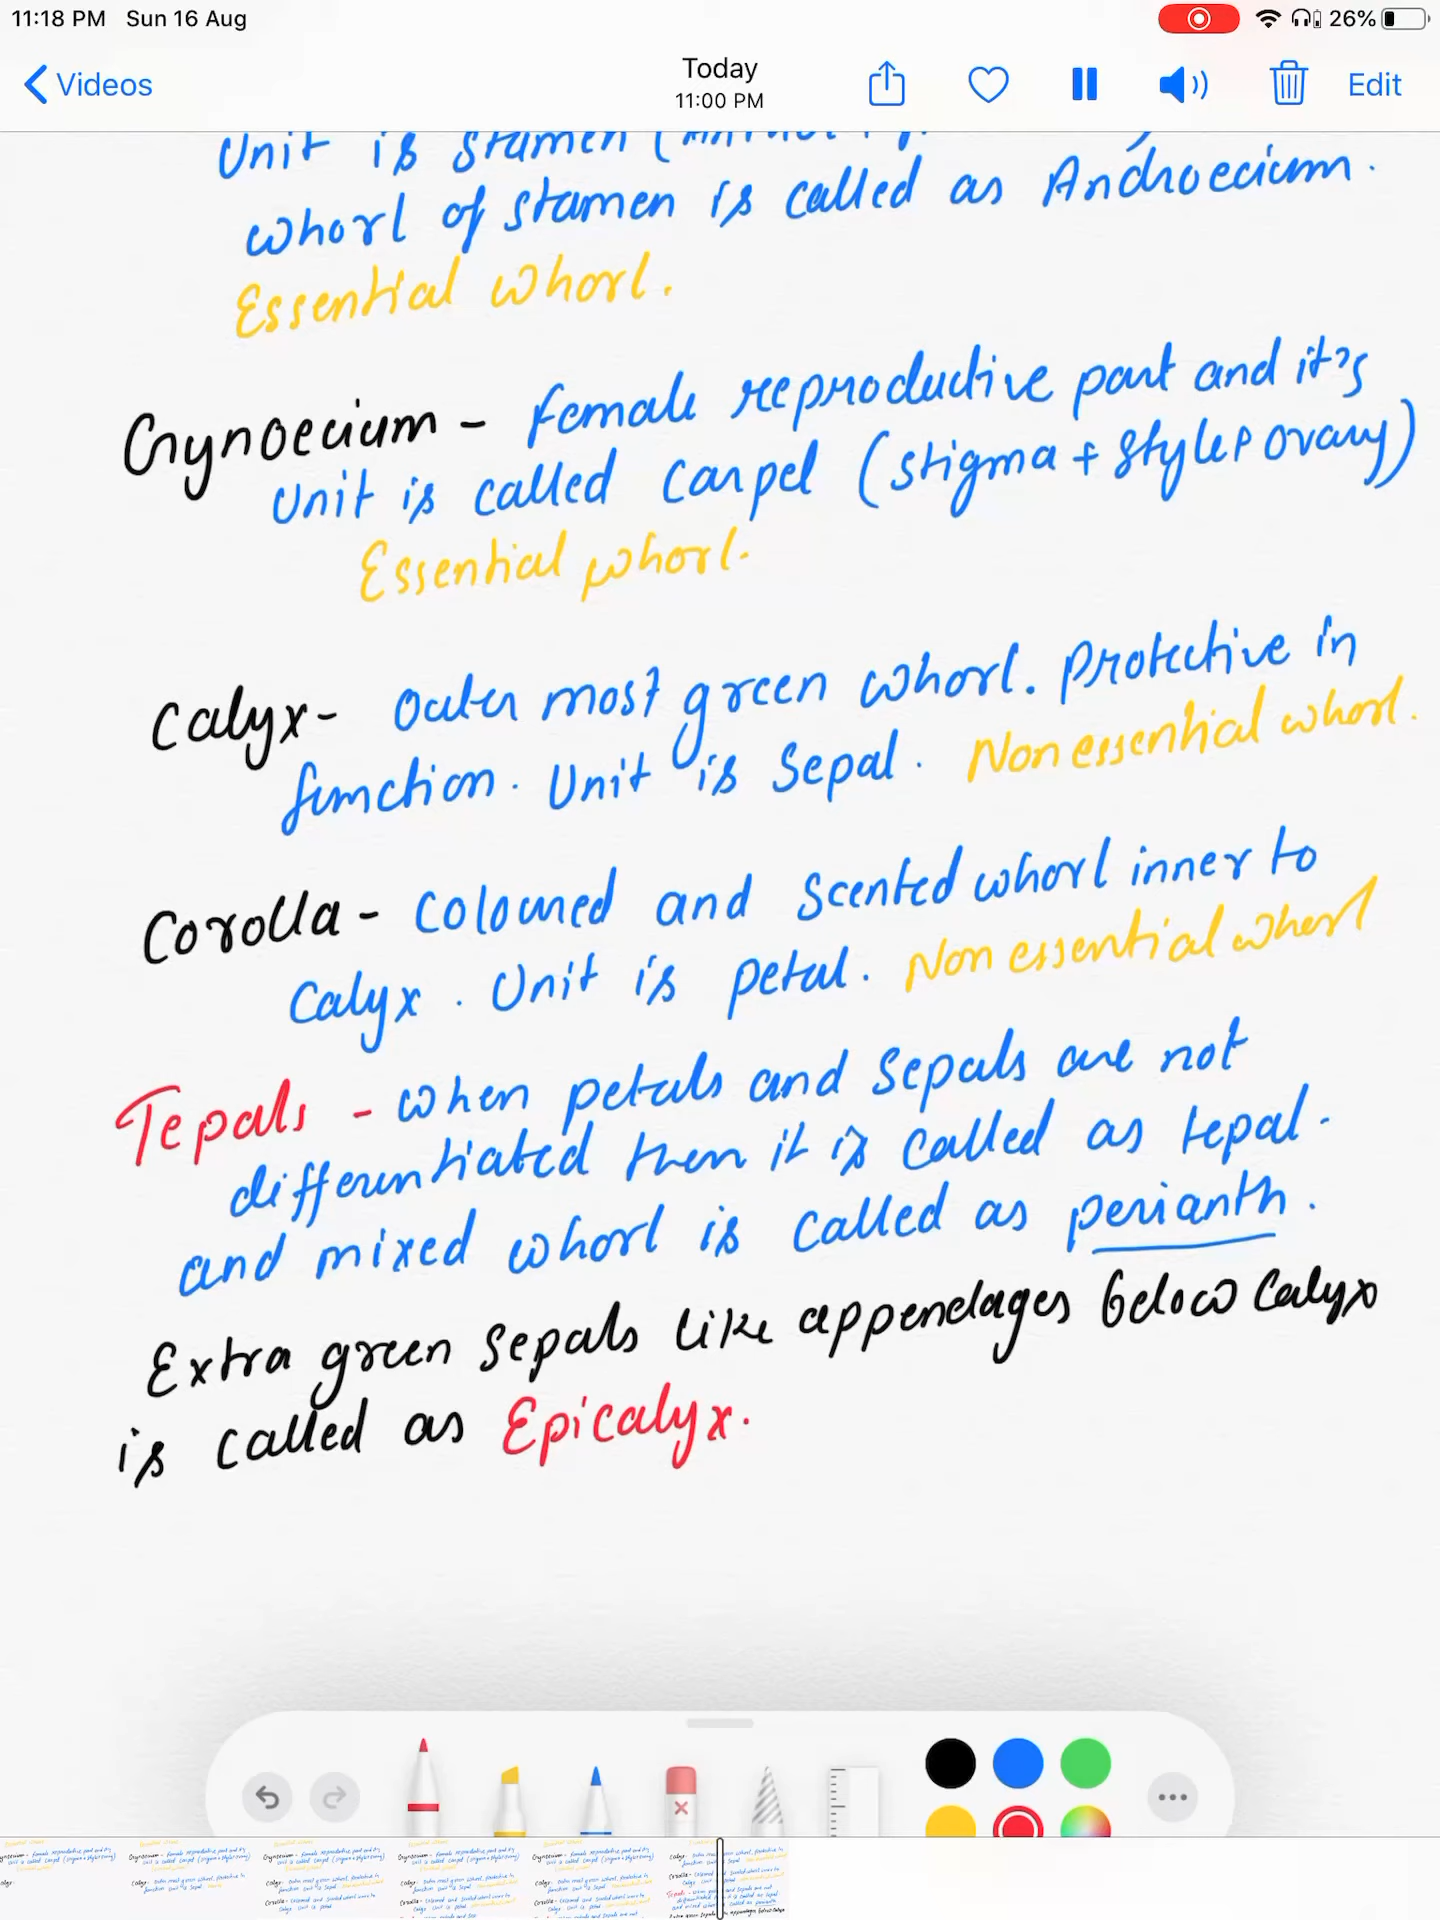 11:18 PM Sun 16 Aug 26%
Videos
Today
11:00 PM
Edit
Unit is stamen (
whorl of stamen is called as Androecium.
Essential whorl.
Gynoecium - female reproductive part and it's
Unit is called Carpel (stigma + style + ovary)
Essential whorl.
Calyx - Outer most green whorl. Protective in
function. Unit is Sepal. Non essential whorl.
Corolla - Coloured and Scented whorl inner to
Calyx. Unit is petal. Non essential whorl
Tepals - when petals and Sepals are not
differentiated then it is called as tepal.
and mixed whorl is called as perianth.
Extra green sepals like appendages below Calyx
is called as Epicalyx.